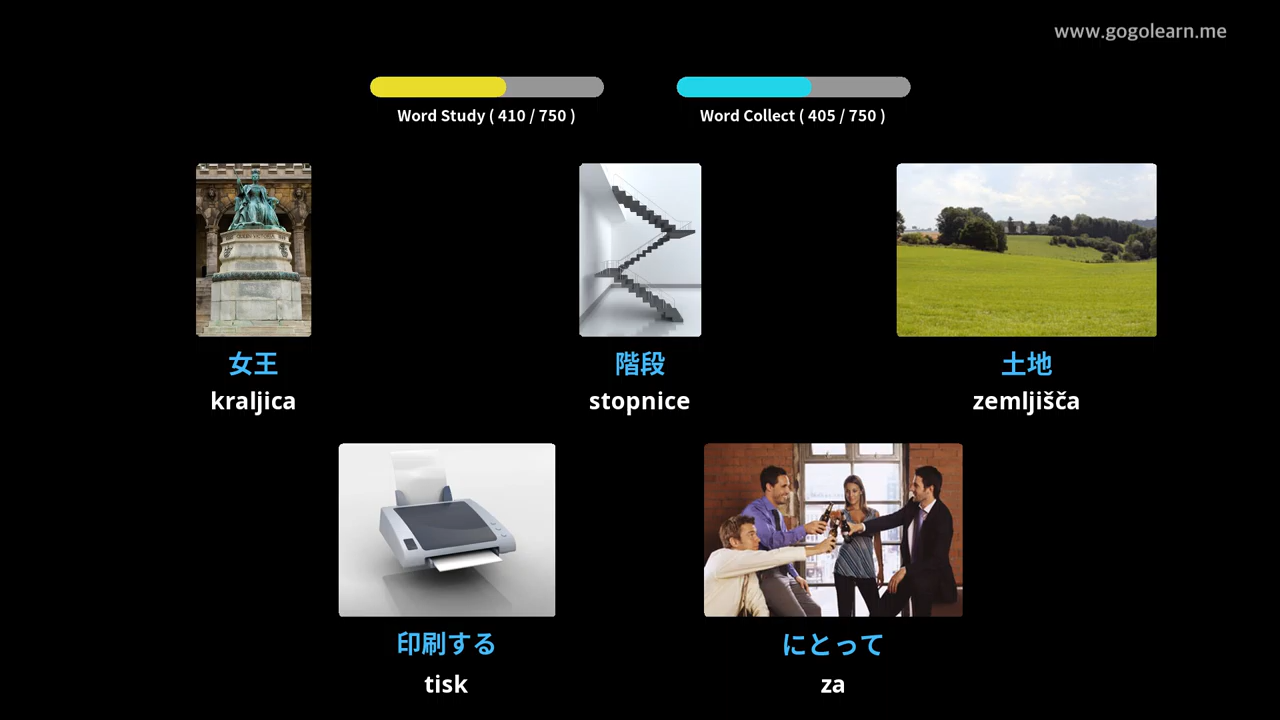 www.gogolearn.me
Word Study ( 410 / 750 )
Word Collect ( 405 / 750 )
女王
kraljica
階段
stopnice
土地
zemljišča
印刷する
tisk
にとって
za